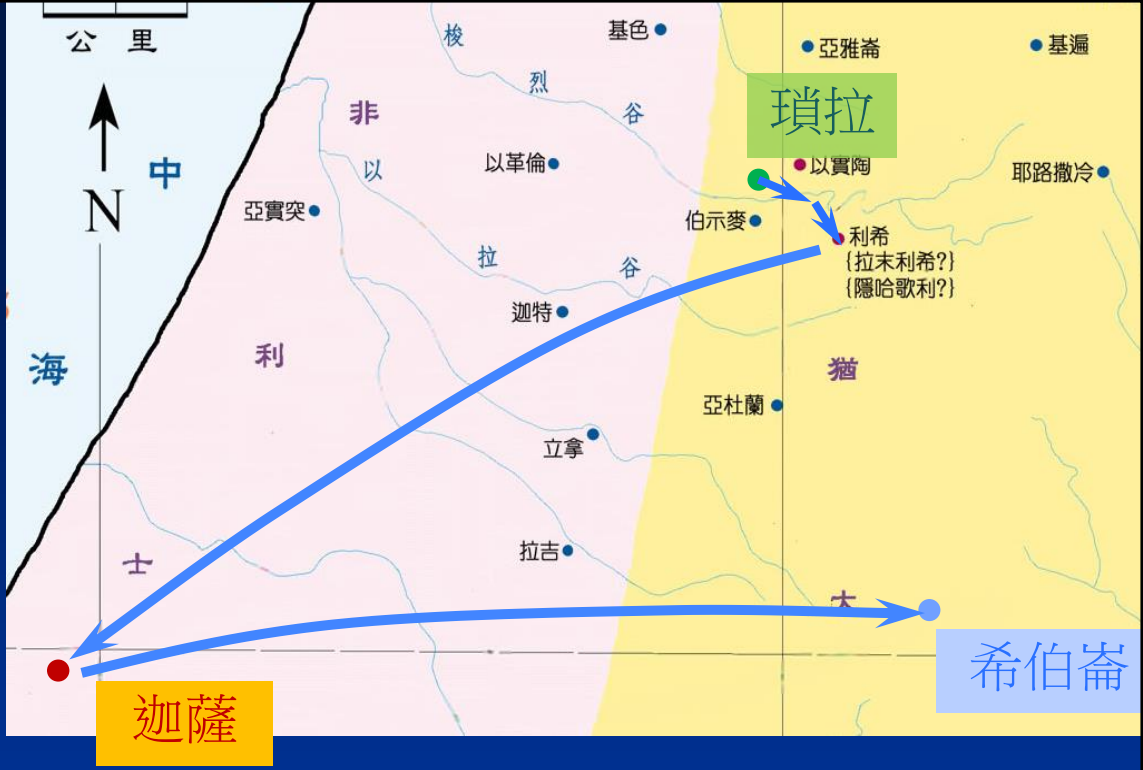 公里
基色
亞雅崙
基遍
梭烈谷
瑣拉
非利士
以革倫
以實陶
耶路撒冷
以拉谷
中海
N
亞實突
伯示麥
利希
{拉末利希?}
{隱哈歌利?}
迦特
猶大
亞杜蘭
立拿
拉吉
希伯崙
迦薩